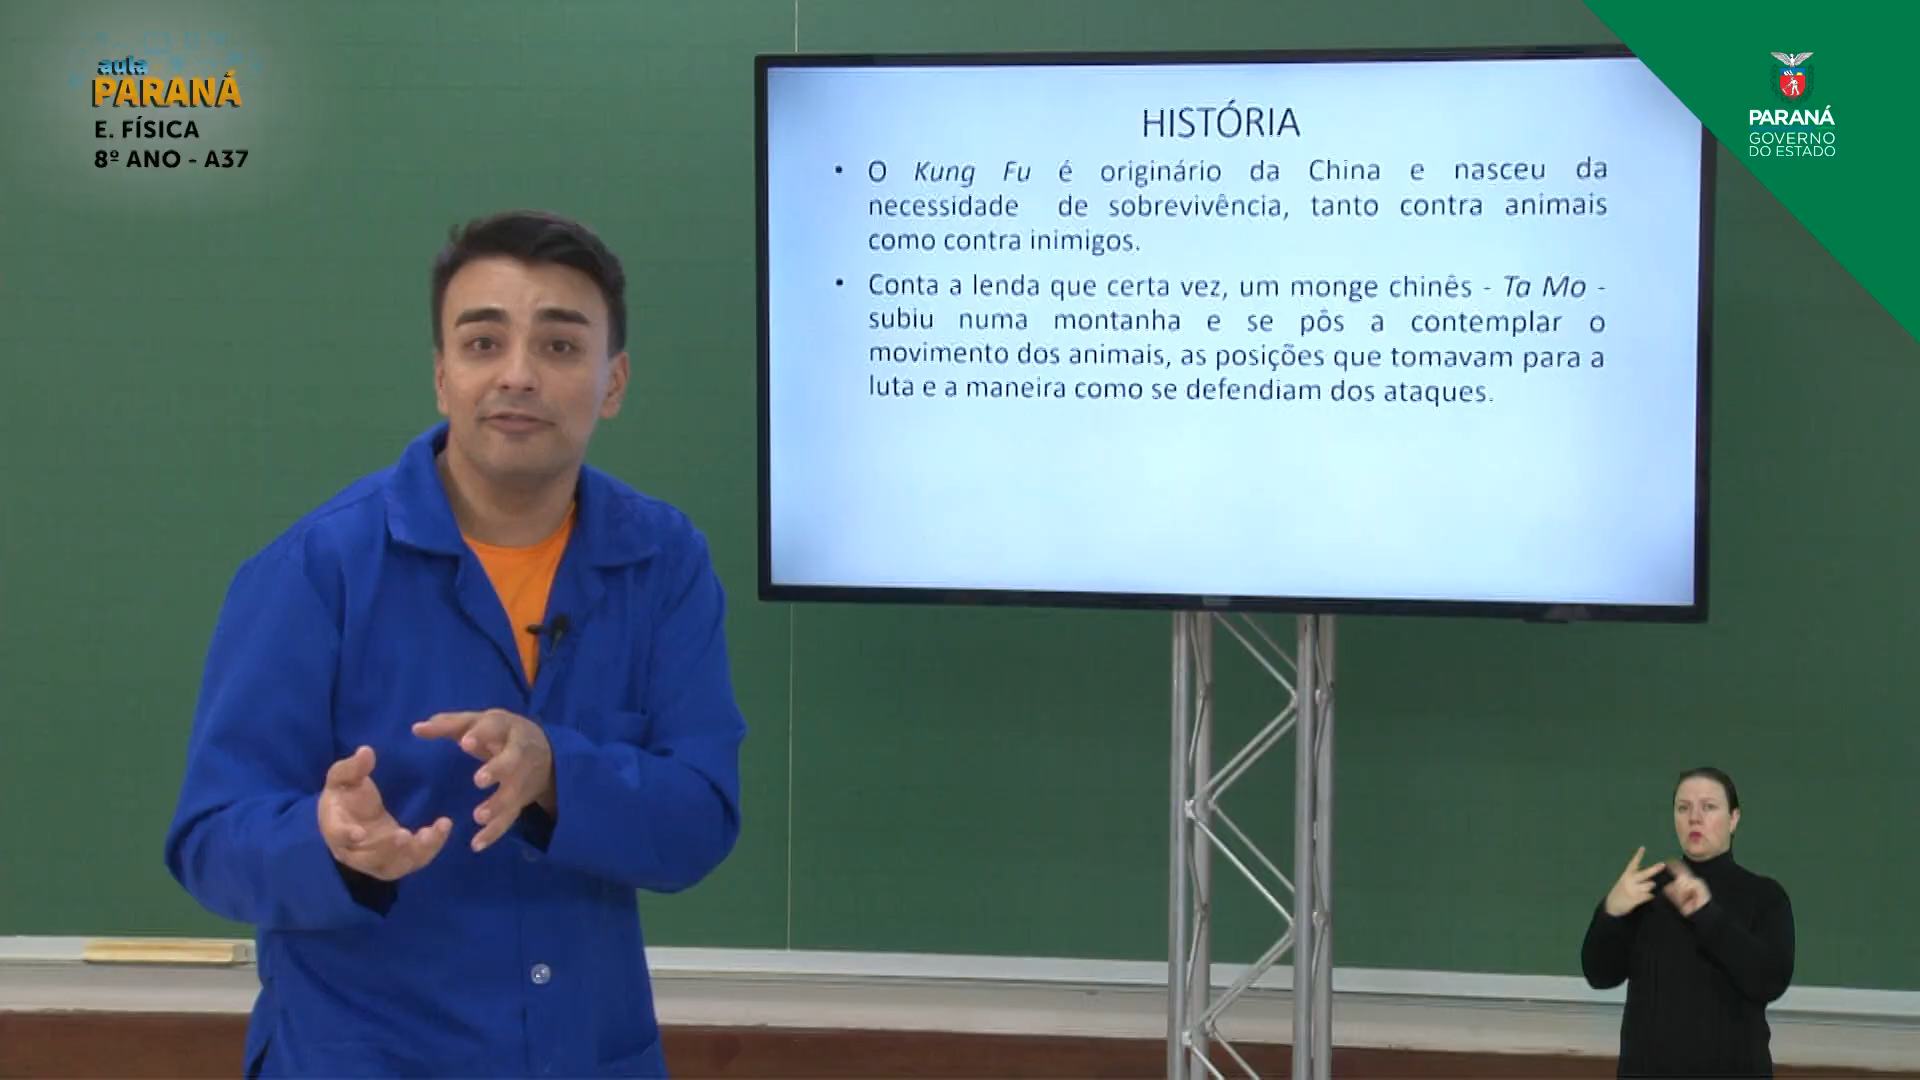 aula
PARANÁ
E. FÍSICA
8º ANO - A37
HISTÓRIA
• O Kung Fu é originário da China e nasceu da
necessidade de sobrevivência, tanto contra animais
como contra inimigos.
• Conta a lenda que certa vez, um monge chinês - Ta Mo -
subiu numa montanha e se pôs a contemplar o
movimento dos animais, as posições que tomavam para a
luta e a maneira como se defendiam dos ataques.
PARANÁ
GOVERNO
DO ESTADO